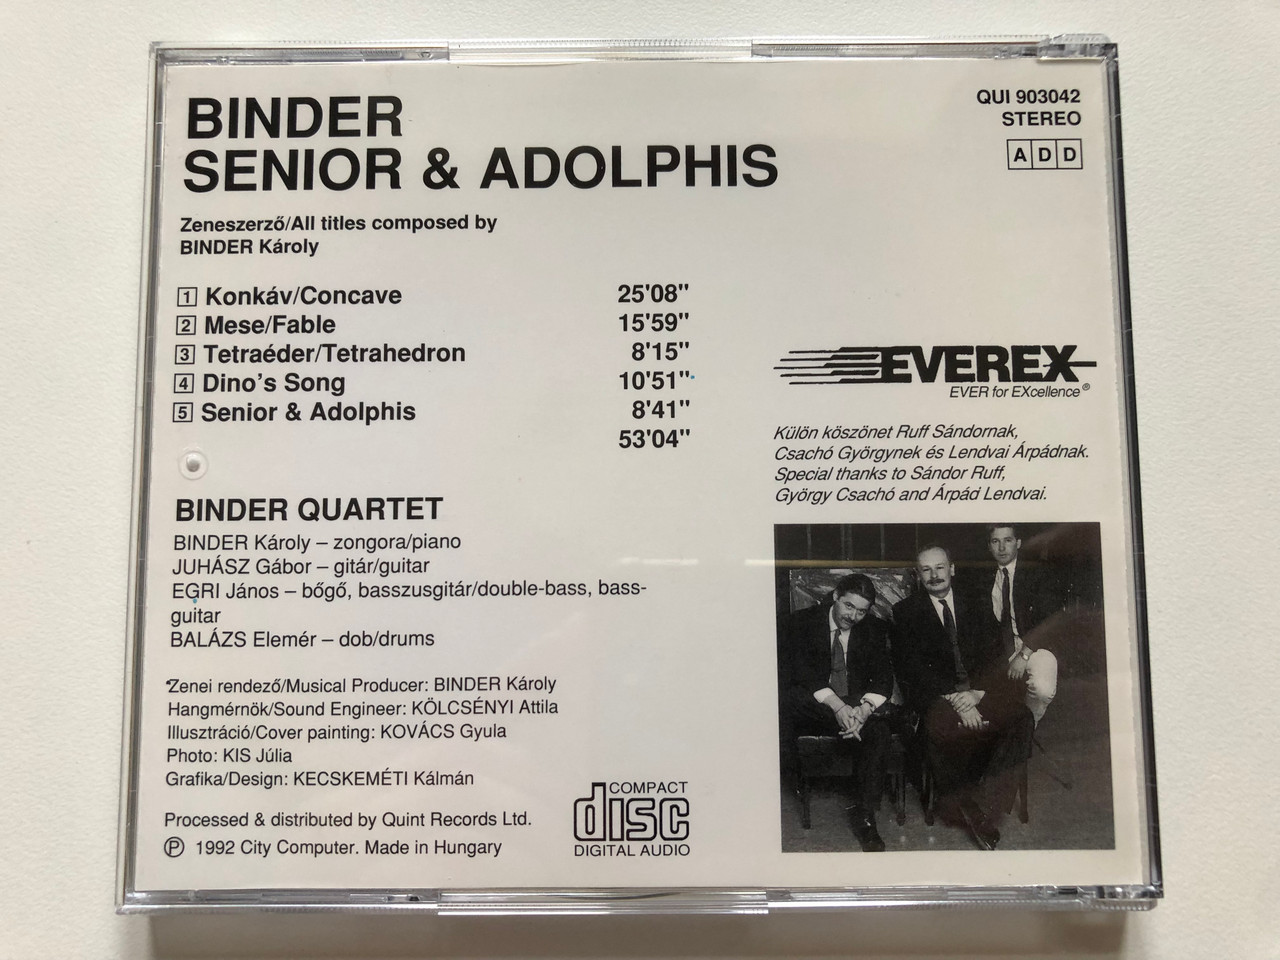 BINDER
SENIOR & ADOLPHIS
QUI 903042
STEREO
A D D
Zeneszerző/All titles composed by
BINDER Károly
1 Konkáv/Concave 25'08"
2 Mese/Fable 15'59"
3 Tetraéder/Tetrahedron 8'15"
4 Dino's Song 10'51"
5 Senior & Adolphis 8'41"
53'04"
EVEREX
EVER for EXcellence®
Külön köszönet Ruff Sándornak,
Csachó Györgynek és Lendvai Árpádnak.
Special thanks to Sándor Ruff,
György Csachó and Árpád Lendvai.
BINDER QUARTET
BINDER Károly – zongora/piano
JUHÁSZ Gábor – gitár/guitar
EGRI János – bőgő, basszusgitár/double-bass, bass-
guitar
BALÁZS Elemér – dob/drums
Zenei rendező/Musical Producer: BINDER Károly
Hangmérnök/Sound Engineer: KÖLCSÉNYI Attila
Illusztráció/Cover painting: KOVÁCS Gyula
Photo: KIS Júlia
Grafika/Design: KECSKEMÉTI Kálmán
Processed & distributed by Quint Records Ltd.
℗ 1992 City Computer. Made in Hungary
COMPACT
disc
DIGITAL AUDIO